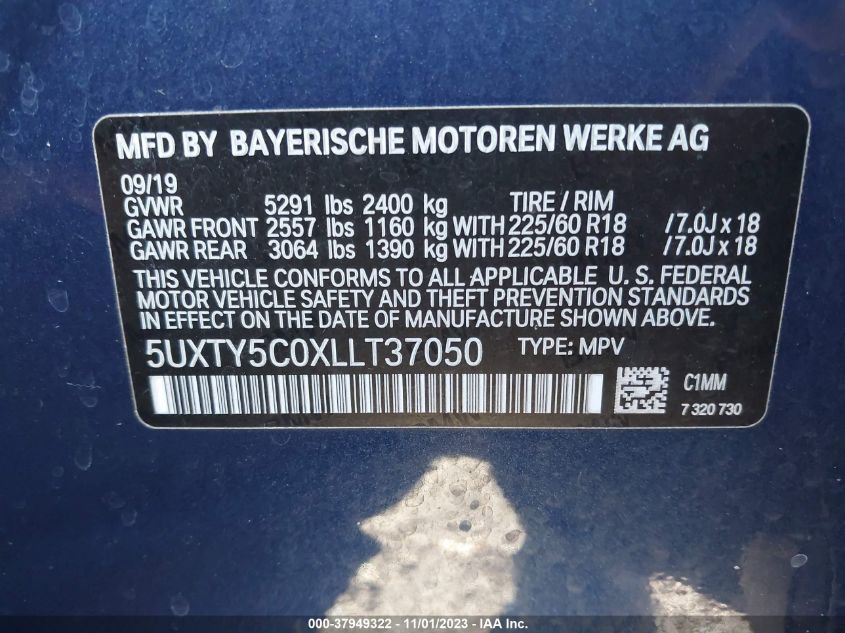 MFD BY BAYERISCHE MOTOREN WERKE AG
09/19
GVWR 5291 lbs 2400 kg TIRE / RIM
GAWR FRONT 2557 lbs 1160 kg WITH 225/60 R18 / 7.0J x 18
GAWR REAR 3064 lbs 1390 kg WITH 225/60 R18 / 7.0J x 18
THIS VEHICLE CONFORMS TO ALL APPLICABLE U. S. FEDERAL
MOTOR VEHICLE SAFETY AND THEFT PREVENTION STANDARDS
IN EFFECT ON THE DATE OF MANUFACTURE SHOWN ABOVE.
5UXTY5C0XLLT37050 TYPE: MPV
C1MM
7 320 730
000-37949322 - 11/01/2023 - IAA Inc.